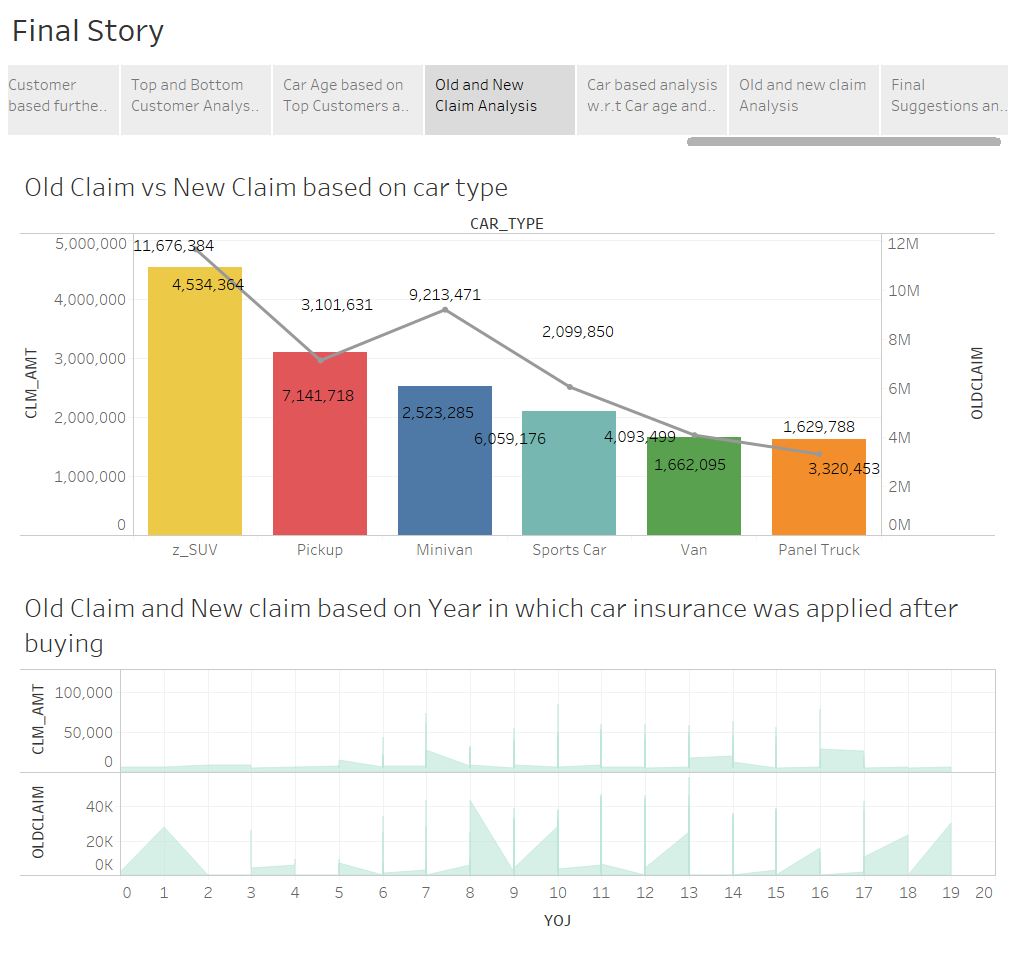 Final Story
Customer
based furthe..
Top and Bottom
Customer Analys..
Car Age based on
Top Customers a..
Old and New
Claim Analysis
Car based analysis
w.r.t Car age and..
Old and new claim
Analysis
Final
Suggestions an..
Old Claim vs New Claim based on car type
CAR_TYPE
5,000,000
4,000,000
3,000,000
2,000,000
1,000,000
0
CLM_AMT
11,676,384
4,534,364
3,101,631
7,141,718
9,213,471
2,523,285
2,099,850
6,059,176
4,093,499
1,662,095
1,629,788
3,320,453
12M
10M
8M
6M
4M
2M
0M
OLDCLAIM
z_SUV
Pickup
Minivan
Sports Car
Van
Panel Truck
Old Claim and New claim based on Year in which car insurance was applied after
buying
CLM_AMT
100,000
50,000
0
OLDCLAIM
40K
20K
0K
0 1 2 3 4 5 6 7 8 9 10 11 12 13 14 15 16 17 18 19 20
YOJ